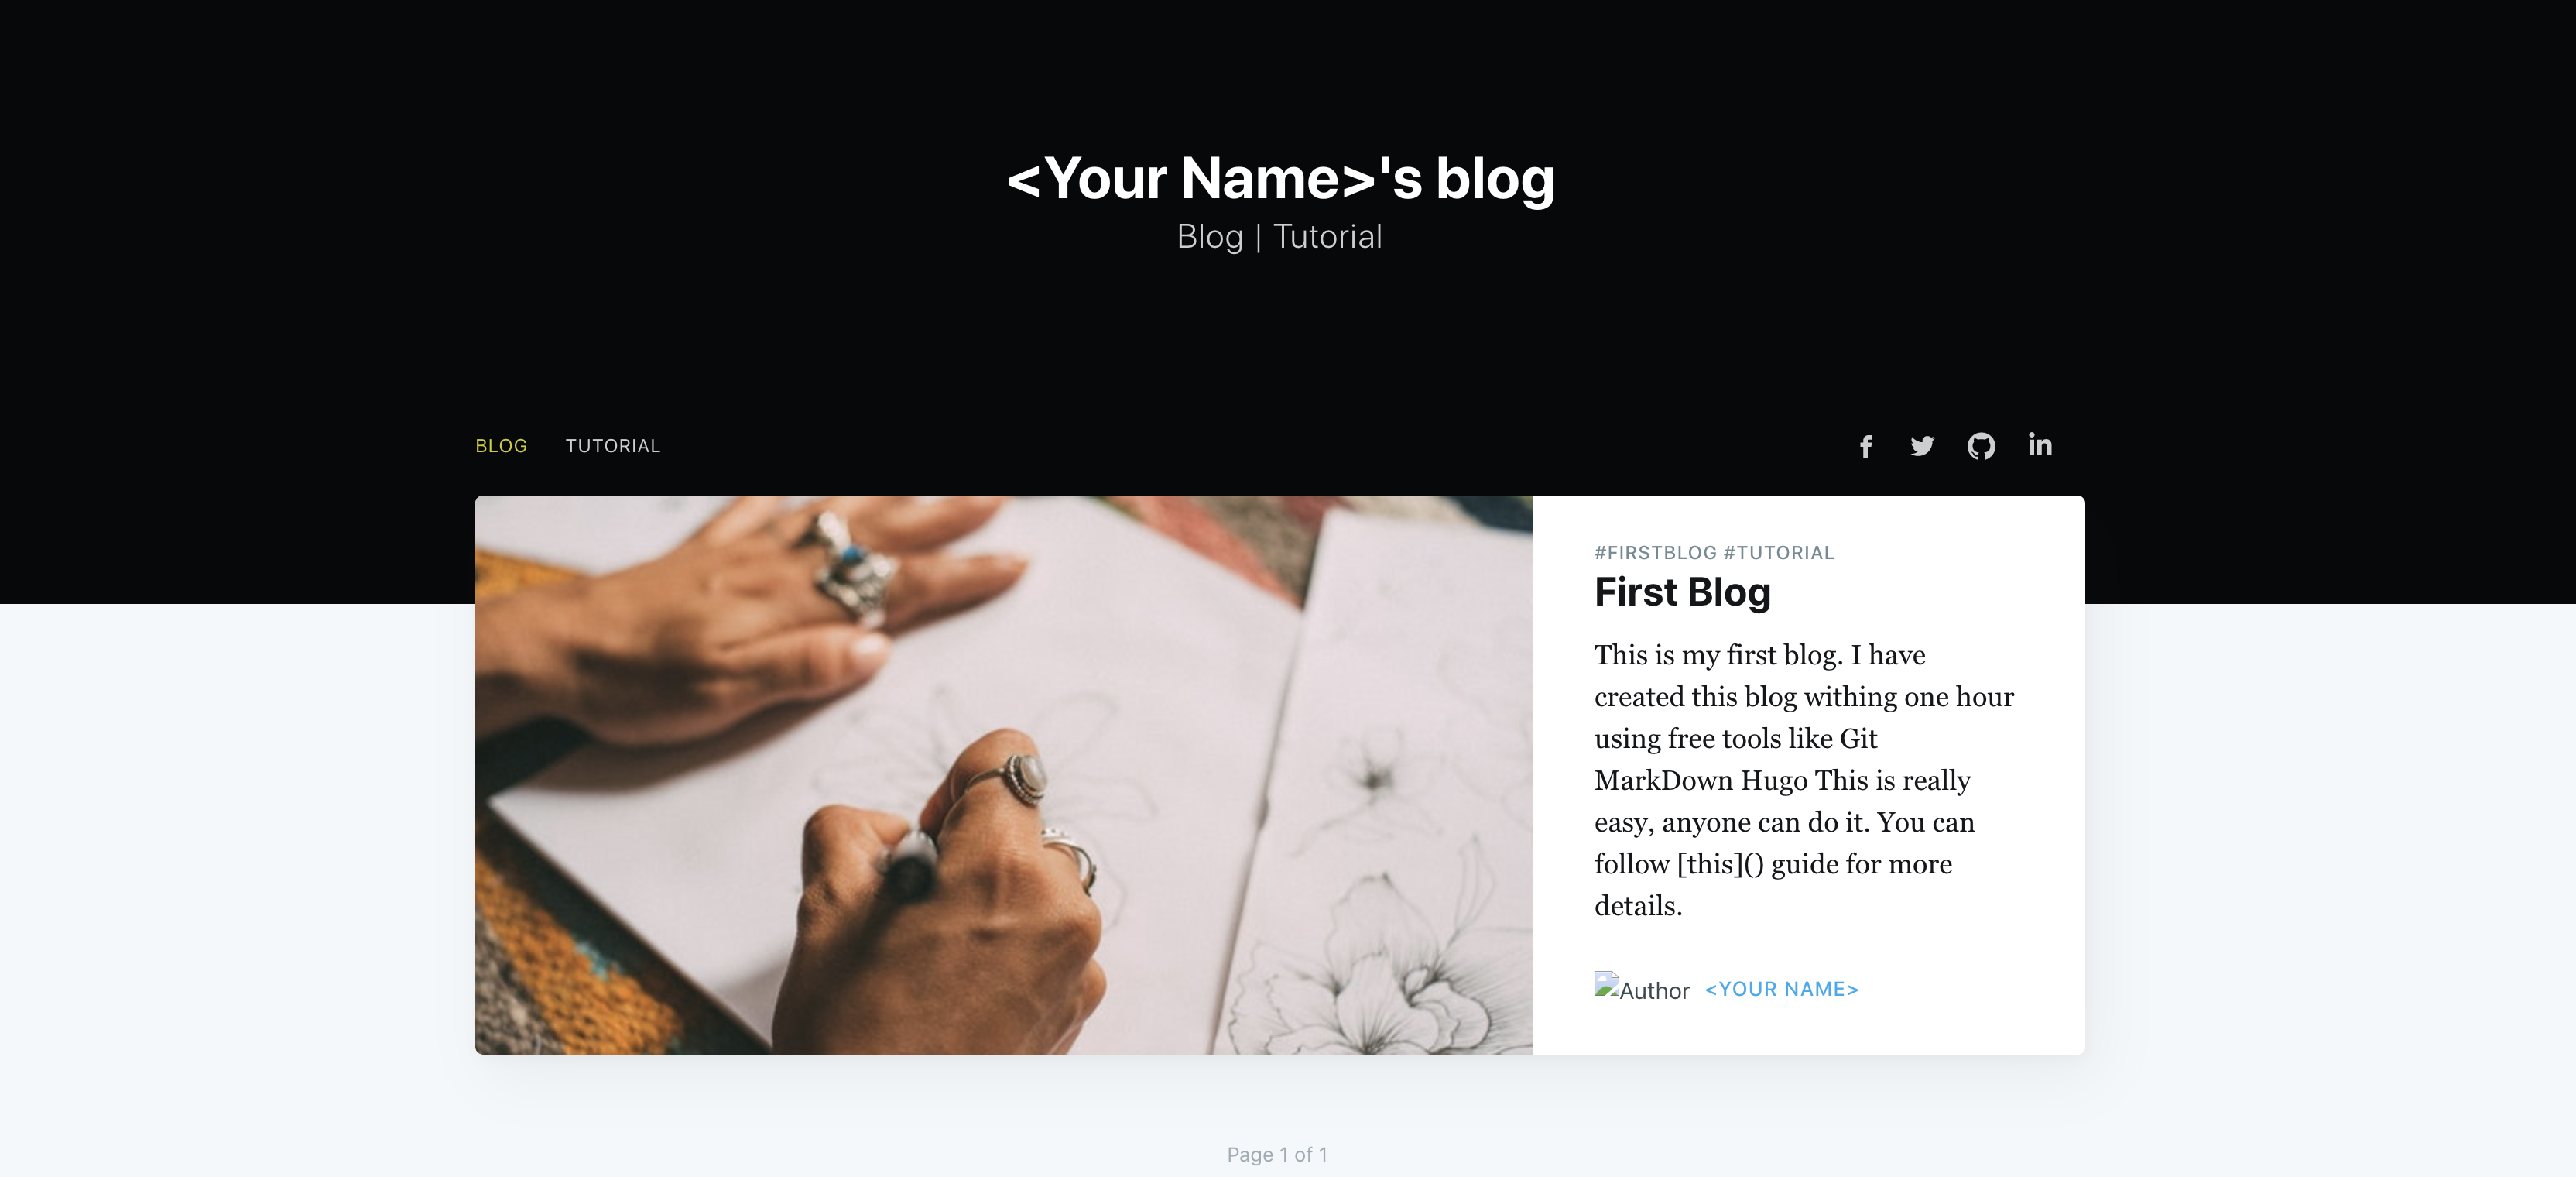 <Your Name>'s blog
Blog | Tutorial
BLOG TUTORIAL
#FIRSTBLOG #TUTORIAL
First Blog
This is my first blog. I have
created this blog withing one hour
using free tools like Git
MarkDown Hugo This is really
easy, anyone can do it. You can
follow [this]() guide for more
details.
Author <YOUR NAME>
Page 1 of 1